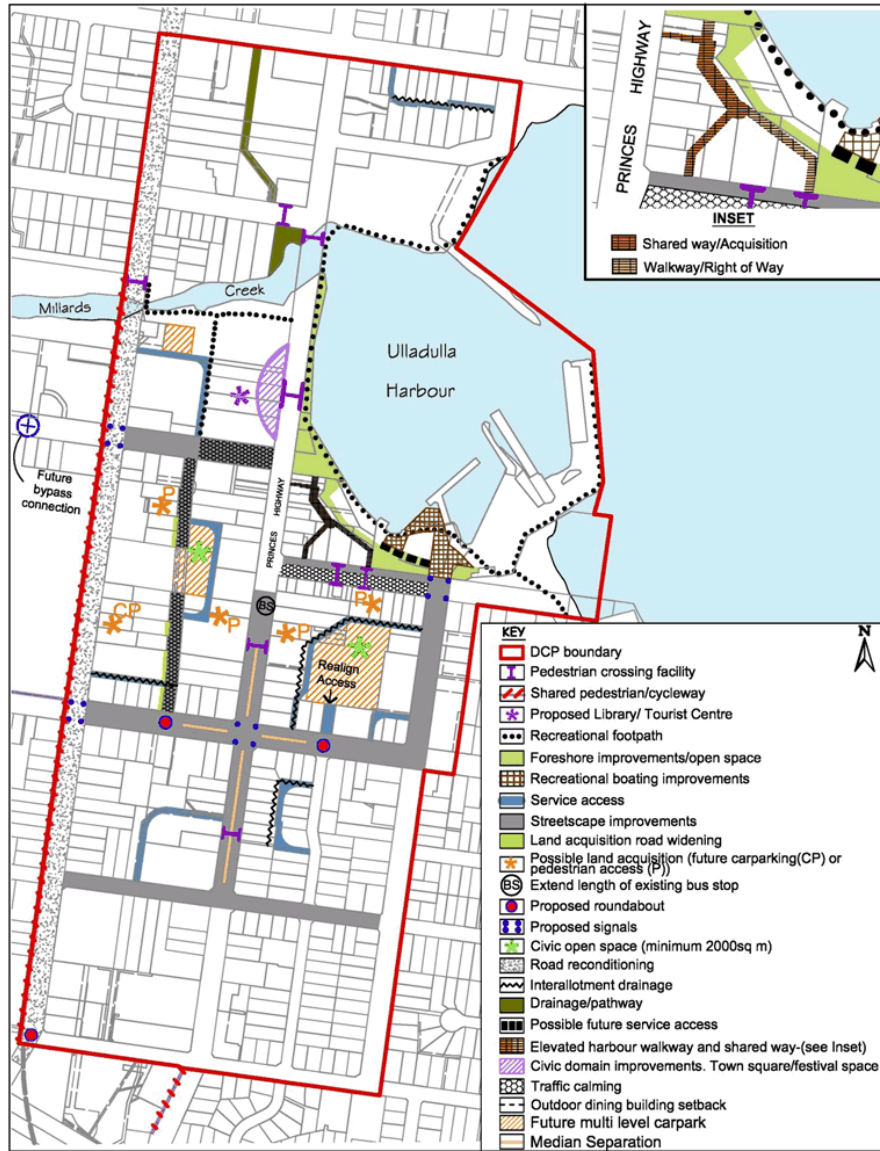 PRINCES HIGHWAY
INSET
Shared way/Acquisition
Walkway/Right of Way
Millards
Creek
Ulladulla
Harbour
Future
bypass
connection
P
PRINCES HIGHWAY
BS
CP
P
P
P
Realign
Access
N
KEY
DCP boundary
Pedestrian crossing facility
Shared pedestrian/cycleway
Proposed Library/ Tourist Centre
Recreational footpath
Foreshore improvements/open space
Recreational boating improvements
Service access
Streetscape improvements
Land acquisition road widening
Possible land acquisition (future carparking(CP) or
pedestrian access (P))
BS Extend length of existing bus stop
Proposed roundabout
Proposed signals
Civic open space (minimum 2000sq m)
Road reconditioning
Interallotment drainage
Drainage/pathway
Possible future service access
Elevated harbour walkway and shared way-(see Inset)
Civic domain improvements. Town square/festival space
Traffic calming
Outdoor dining building setback
Future multi level carpark
Median Separation